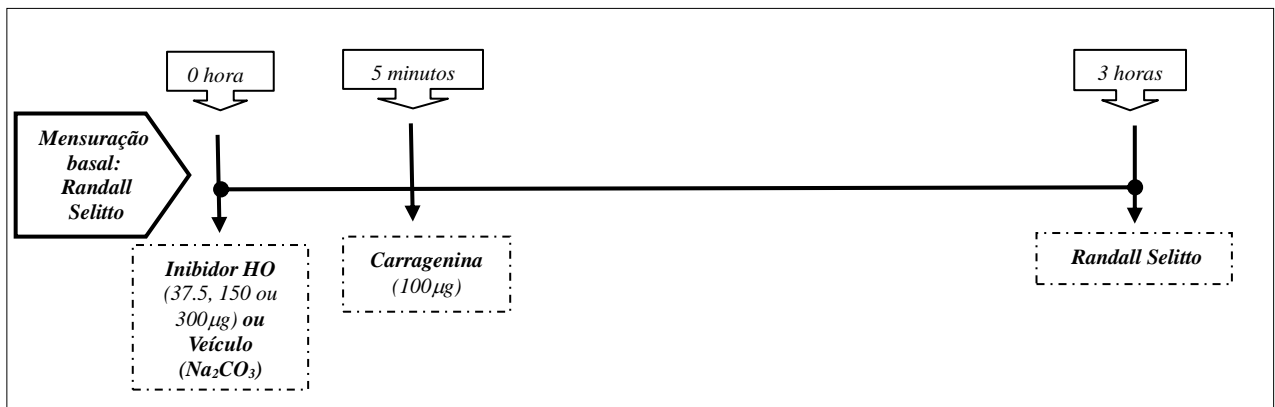 0 hora
5 minutos
3 horas
Mensuração
basal:
Randall
Selitto
Inibidor HO
(37.5, 150 ou
300µg) ou
Veículo
(Na₂CO₃)
Carragenina
(100µg)
Randall Selitto